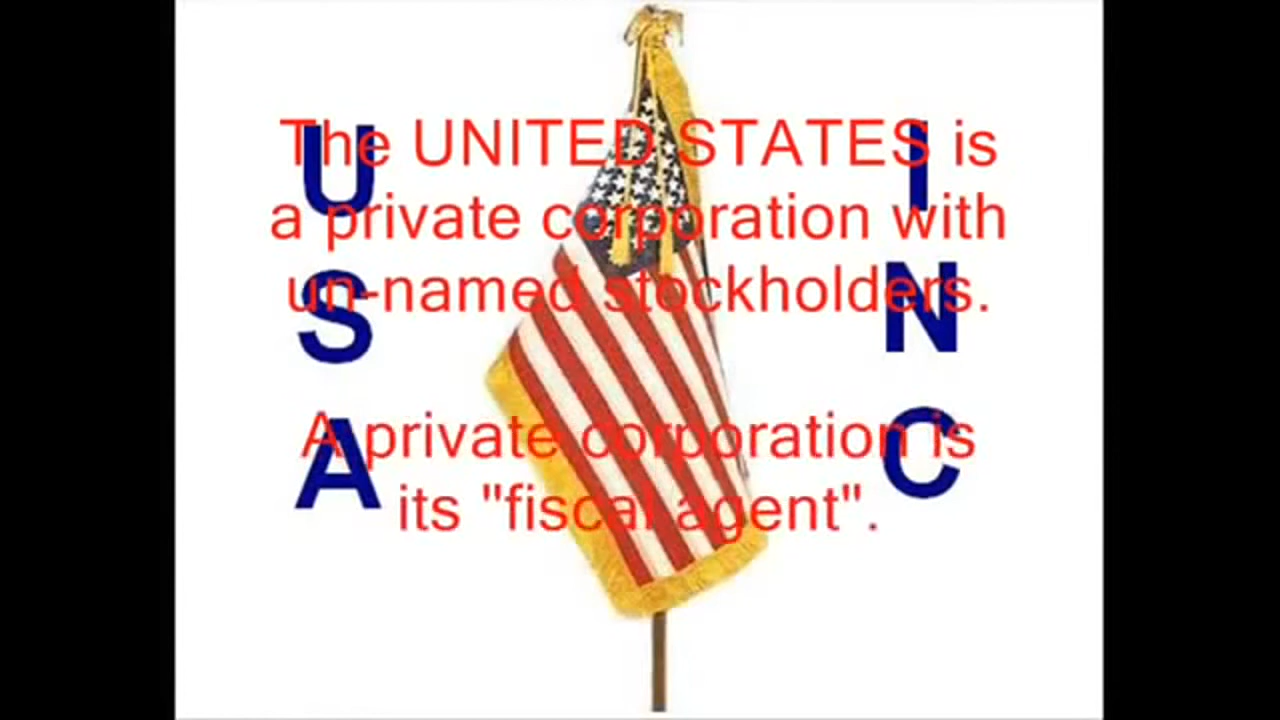 The UNITED STATES is
a private corporation with
un-named stockholders.
A private corporation is
its "fiscal agent".
U
S
A
I
N
C